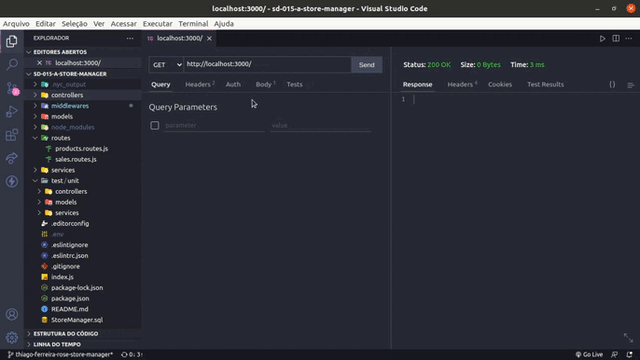 localhost:3000/ - sd-015-a-store-manager - Visual Studio Code
Arquivo Editar Seleção Ver Acessar Executar Terminal Ajuda
EXPLORADOR
EDITORES ABERTOS
localhost:3000/
SD-015-A-STORE-MANAGER
.nyc_output
controllers
middlewares
models
node_modules
routes
products.routes.js
sales.routes.js
services
test/unit
controllers
models
services
.editorconfig
.env
.eslintignore
.eslintrc.json
.gitignore
index.js
package-lock.json
package.json
README.md
StoreManager.sql
ESTRUTURA DO CÓDIGO
LINHA DO TEMPO
localhost:3000/
GET http://localhost:3000/ Send
Query Headers 2 Auth Body Tests
Query Parameters
parameter value
Status: 200 OK Size: 0 Bytes Time: 3 ms
Response Headers 4 Cookies Test Results
1
thiago-ferreira-rose-store-manager* 0↓ 3↑ Go Live